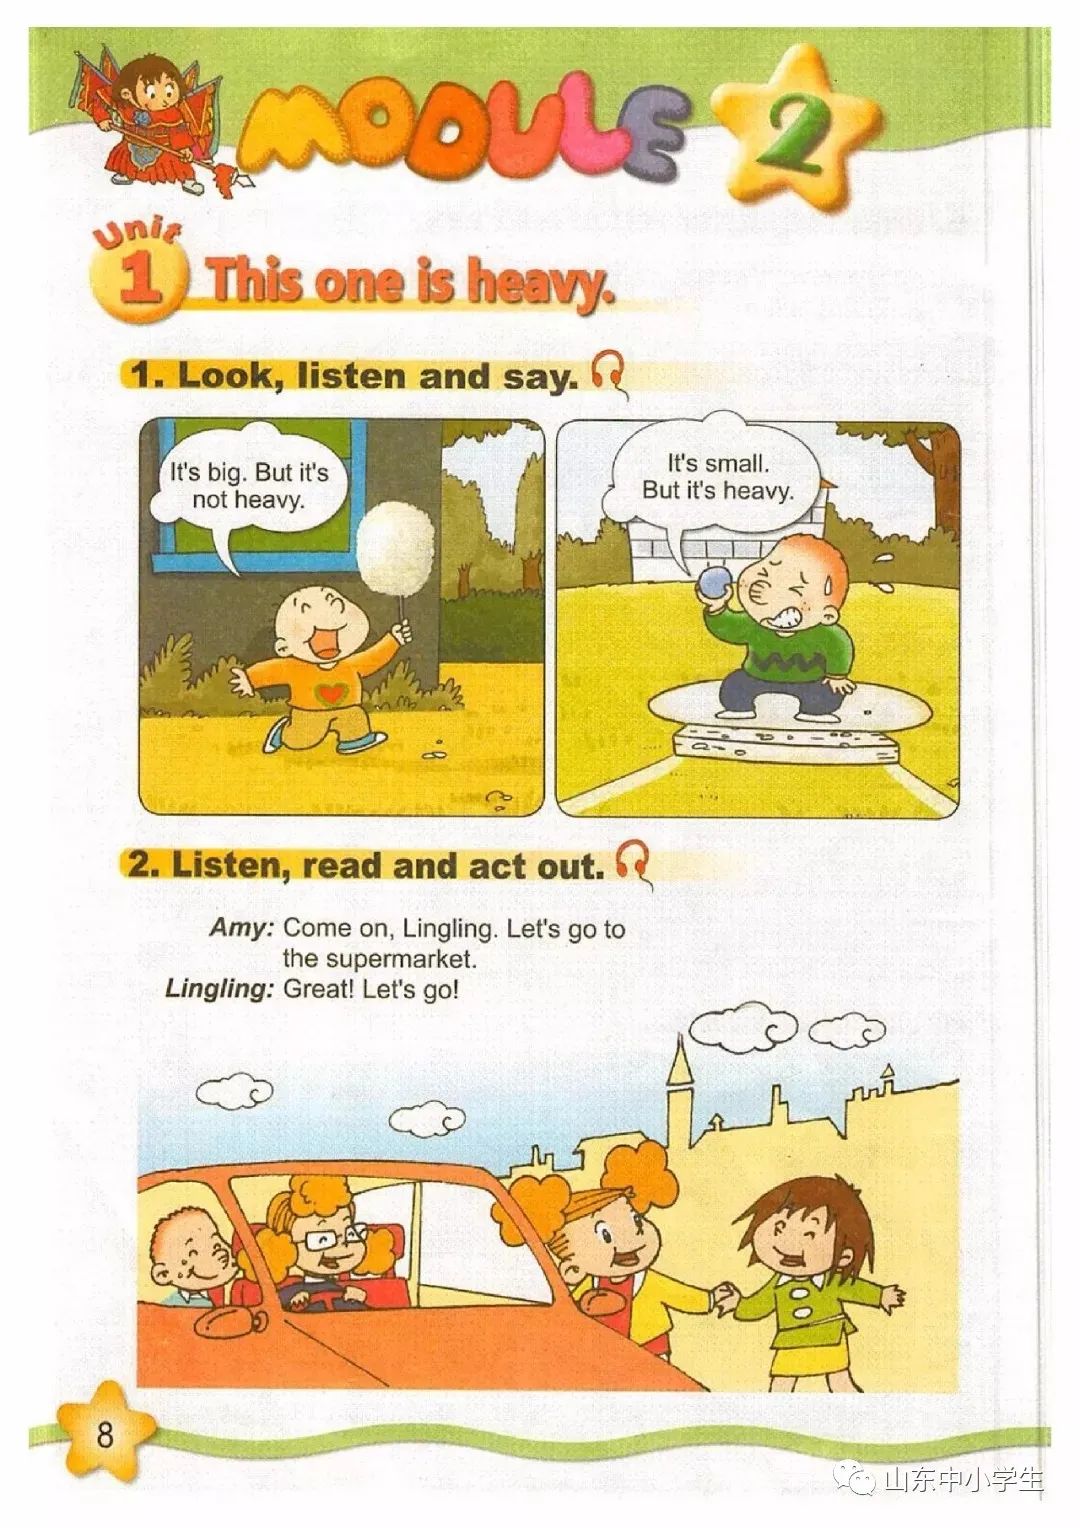 MODULE 2
Unit
1 This one is heavy.
1. Look, listen and say.
It's big. But it's
not heavy.
It's small.
But it's heavy.
2. Listen, read and act out.
Amy: Come on, Lingling. Let's go to
the supermarket.
Lingling: Great! Let's go!
8
山东中小学生